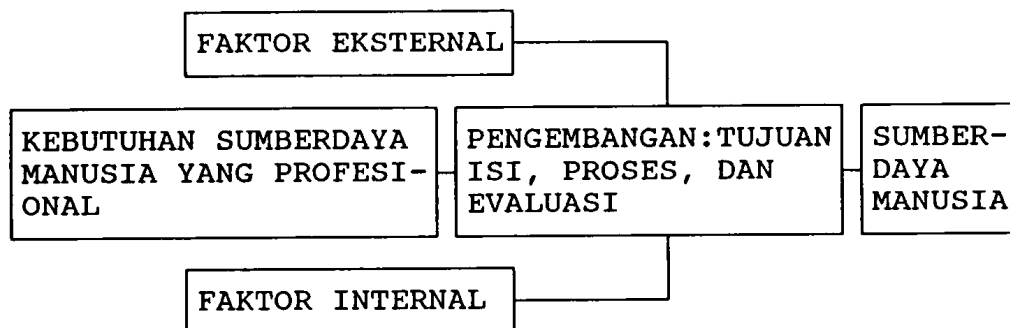 FAKTOR EKSTERNAL
KEBUTUHAN SUMBERDAYA
MANUSIA YANG PROFESI-
ONAL
PENGEMBANGAN:TUJUAN
ISI, PROSES, DAN
EVALUASI
SUMBER-
DAYA
MANUSIA
FAKTOR INTERNAL